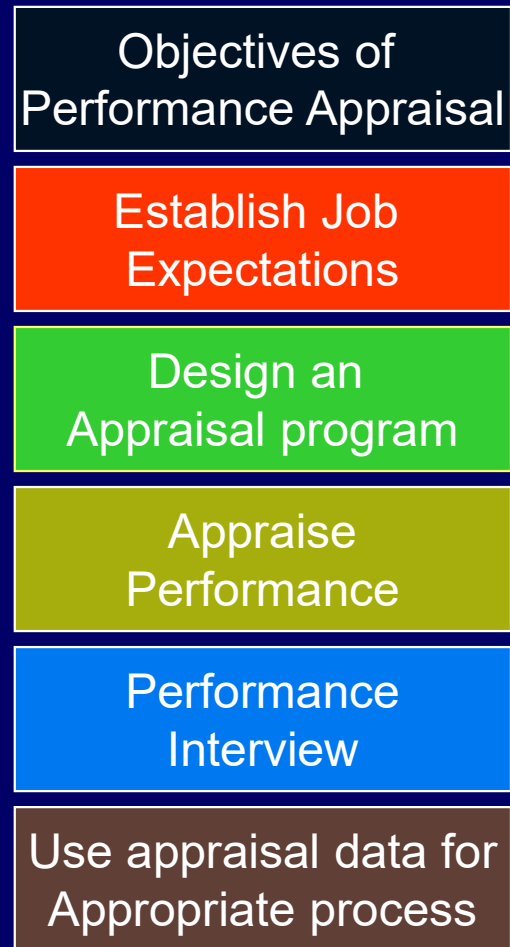 Objectives of
Performance Appraisal
Establish Job
Expectations
Design an
Appraisal program
Appraise
Performance
Performance
Interview
Use appraisal data for
Appropriate process